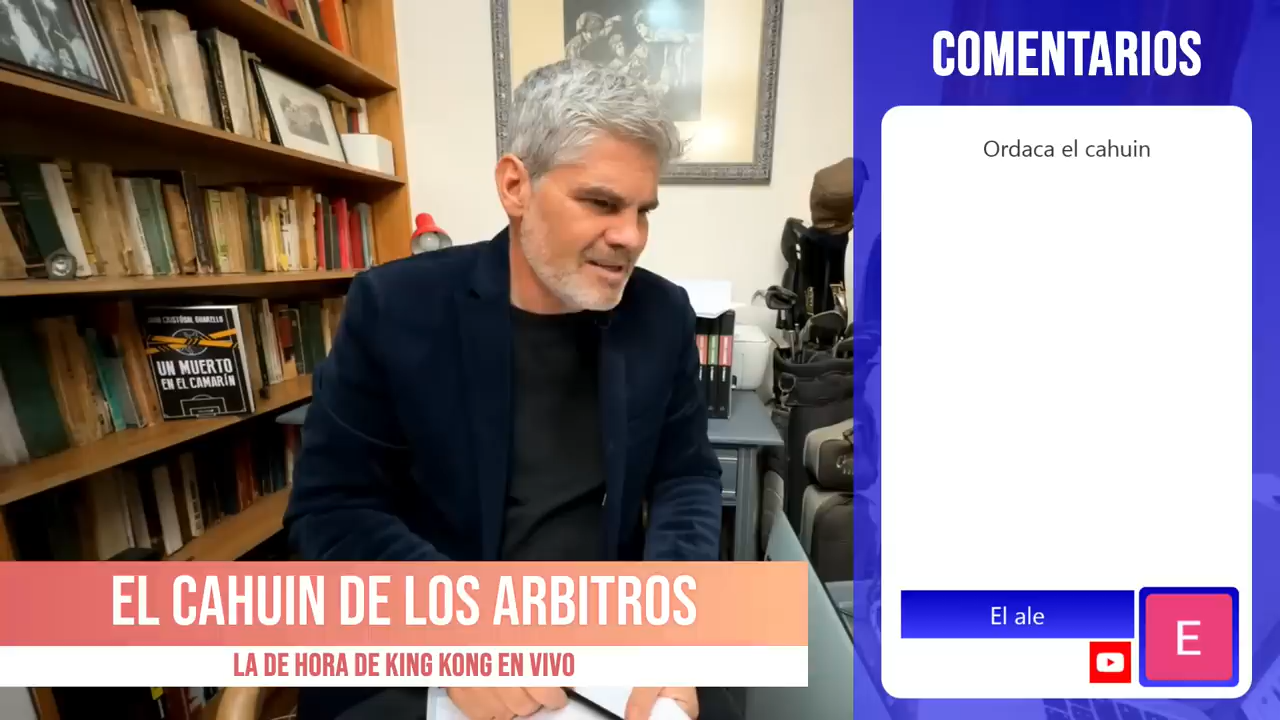 COMENTARIOS
Ordaca el cahuin
UN MUERTO
EN EL CAMARÍN
EL CAHUIN DE LOS ARBITROS
LA DE HORA DE KING KONG EN VIVO
El ale
E